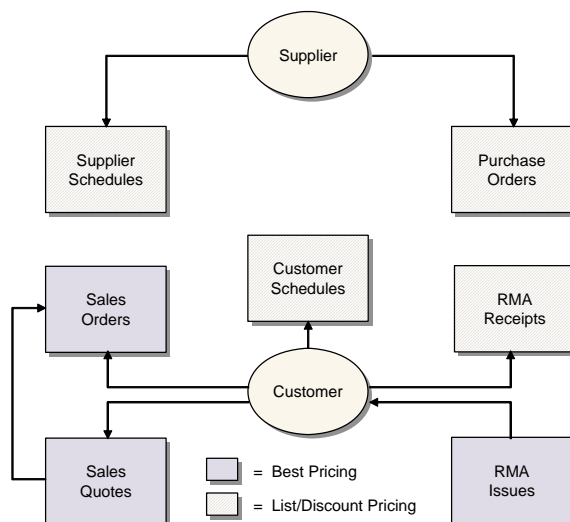 Supplier
Supplier
Schedules
Purchase
Orders
Customer
Schedules
Sales
Orders
RMA
Receipts
Customer
Sales
Quotes
= Best Pricing
= List/Discount Pricing
RMA
Issues